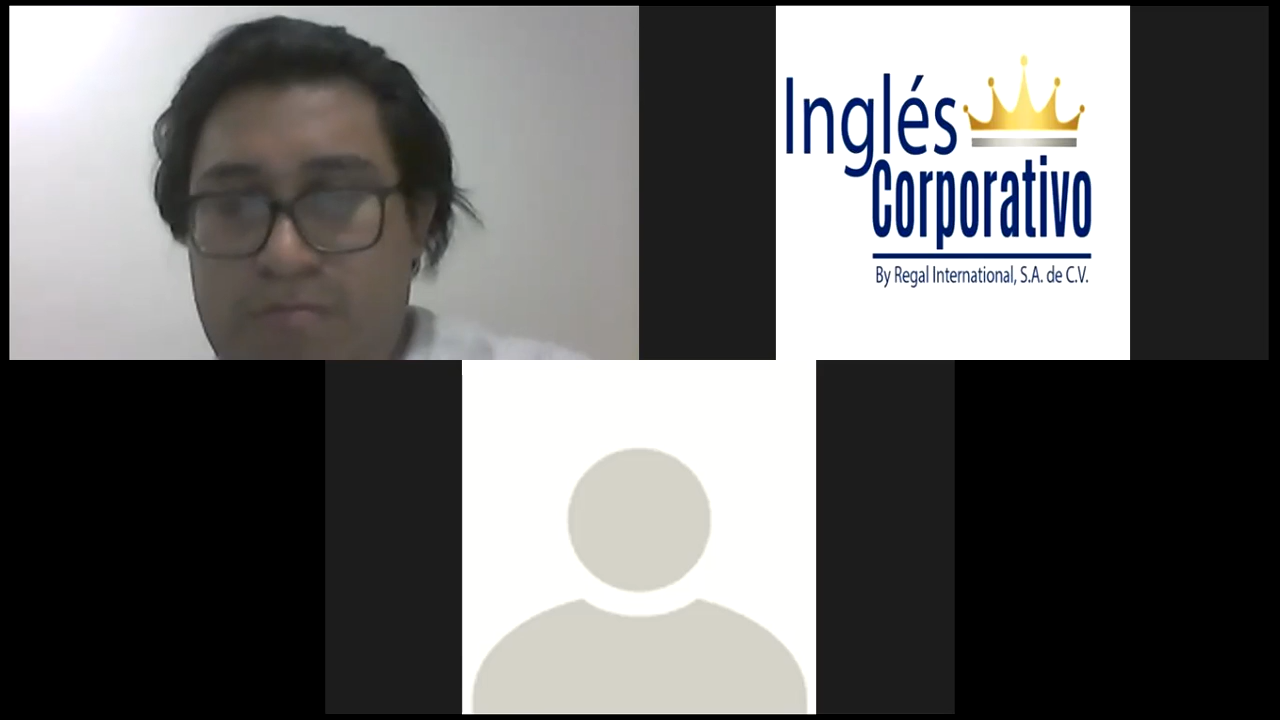 Inglés
Corporativo
By Regal International, S.A. de C.V.